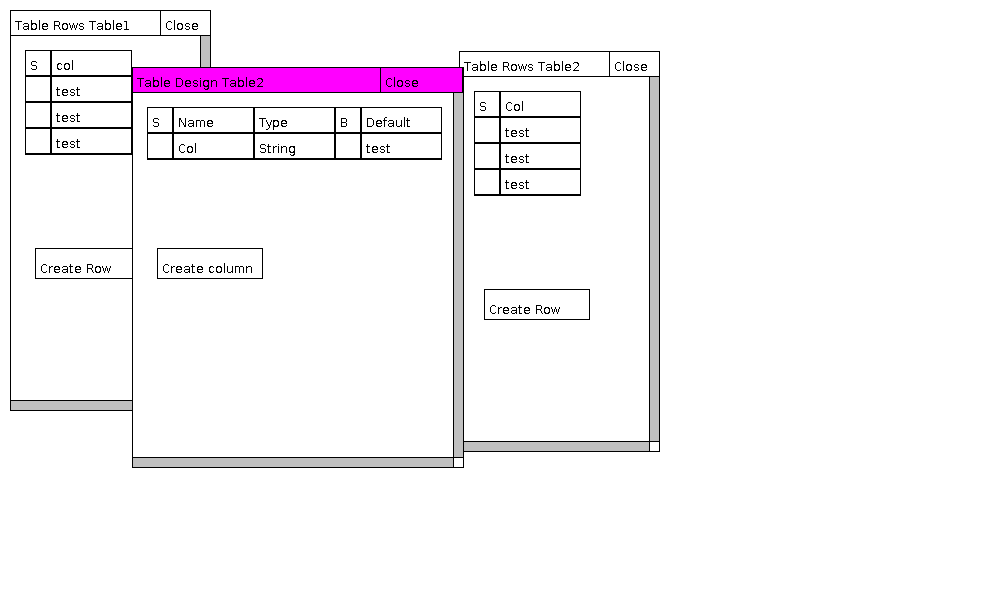 Table Rows Table1 Close
S col
test
test
test
Create Row
Table Design Table2 Close
S Name Type B Default
Col String test
Create column
Table Rows Table2 Close
S Col
test
test
test
Create Row